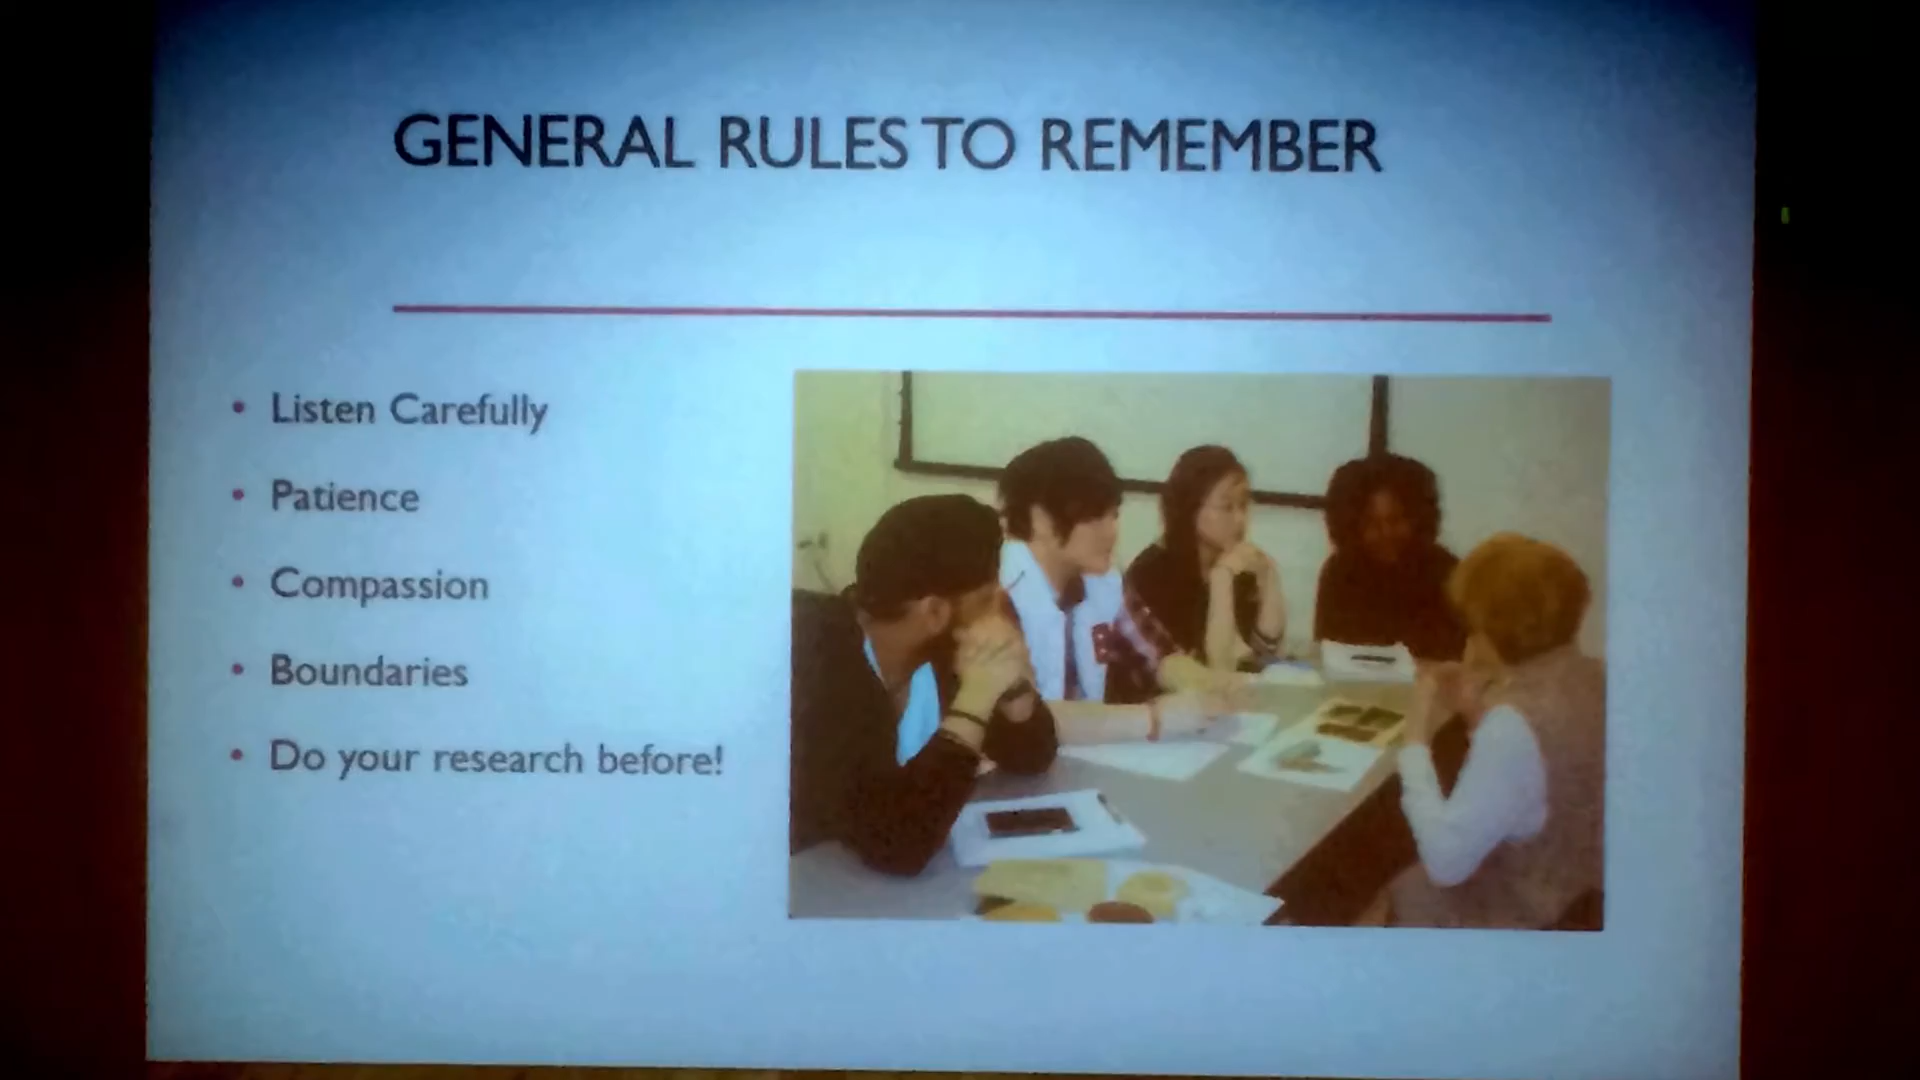 GENERAL RULES TO REMEMBER
• Listen Carefully
• Patience
• Compassion
• Boundaries
• Do your research before!